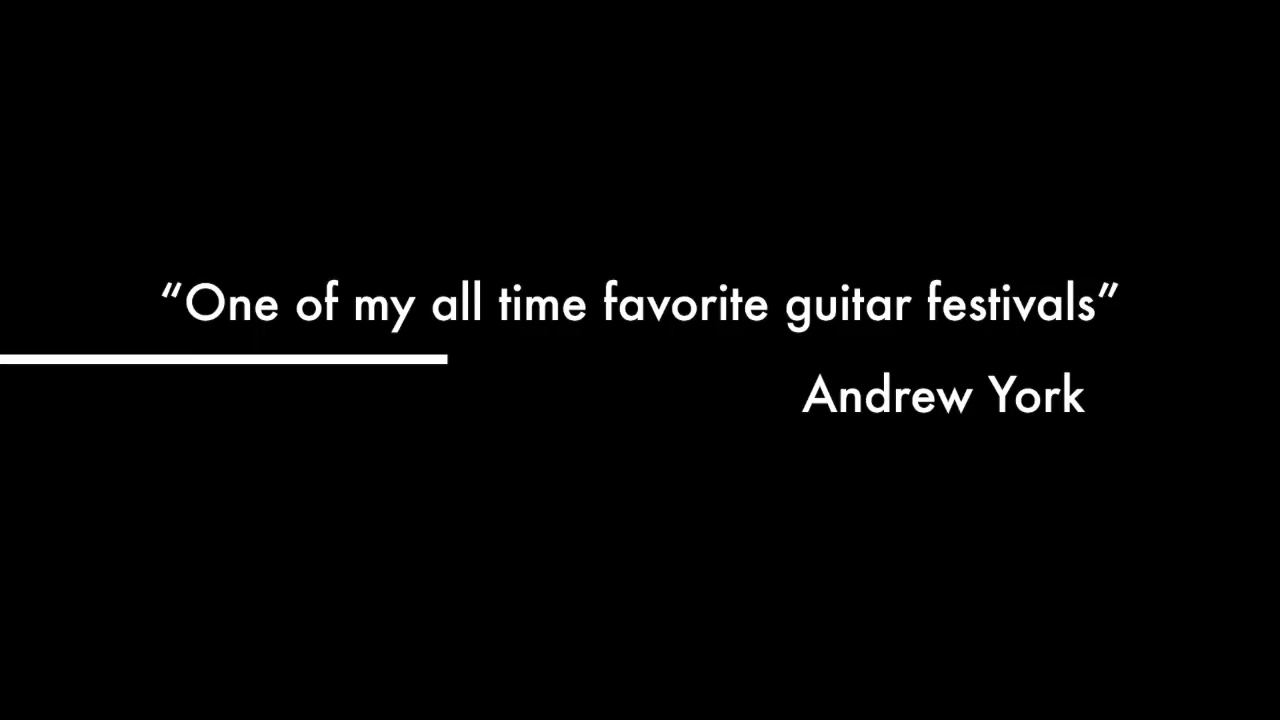 “One of my all time favorite guitar festivals”
Andrew York